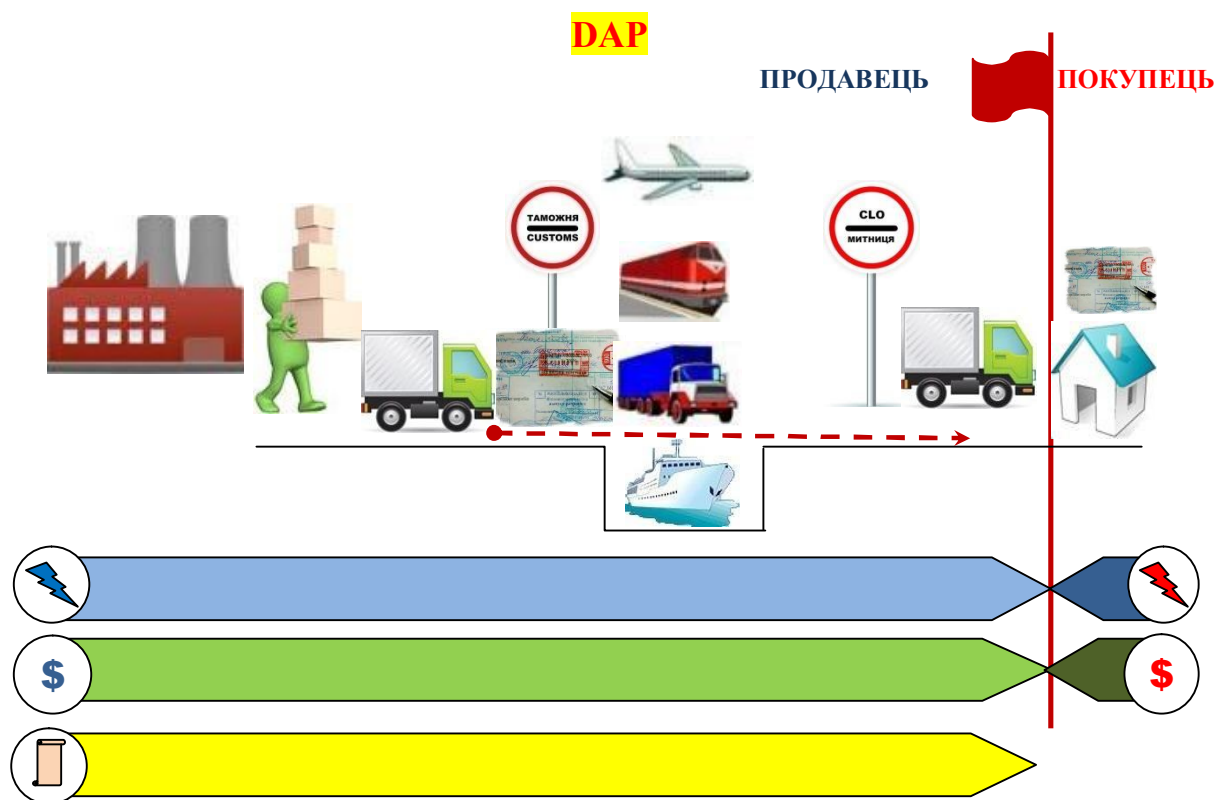 DAP
ПРОДАВЕЦЬ
ПОКУПЕЦЬ
ТАМОЖНЯ
CUSTOMS
CLO
МИТНИЦЯ
$
$